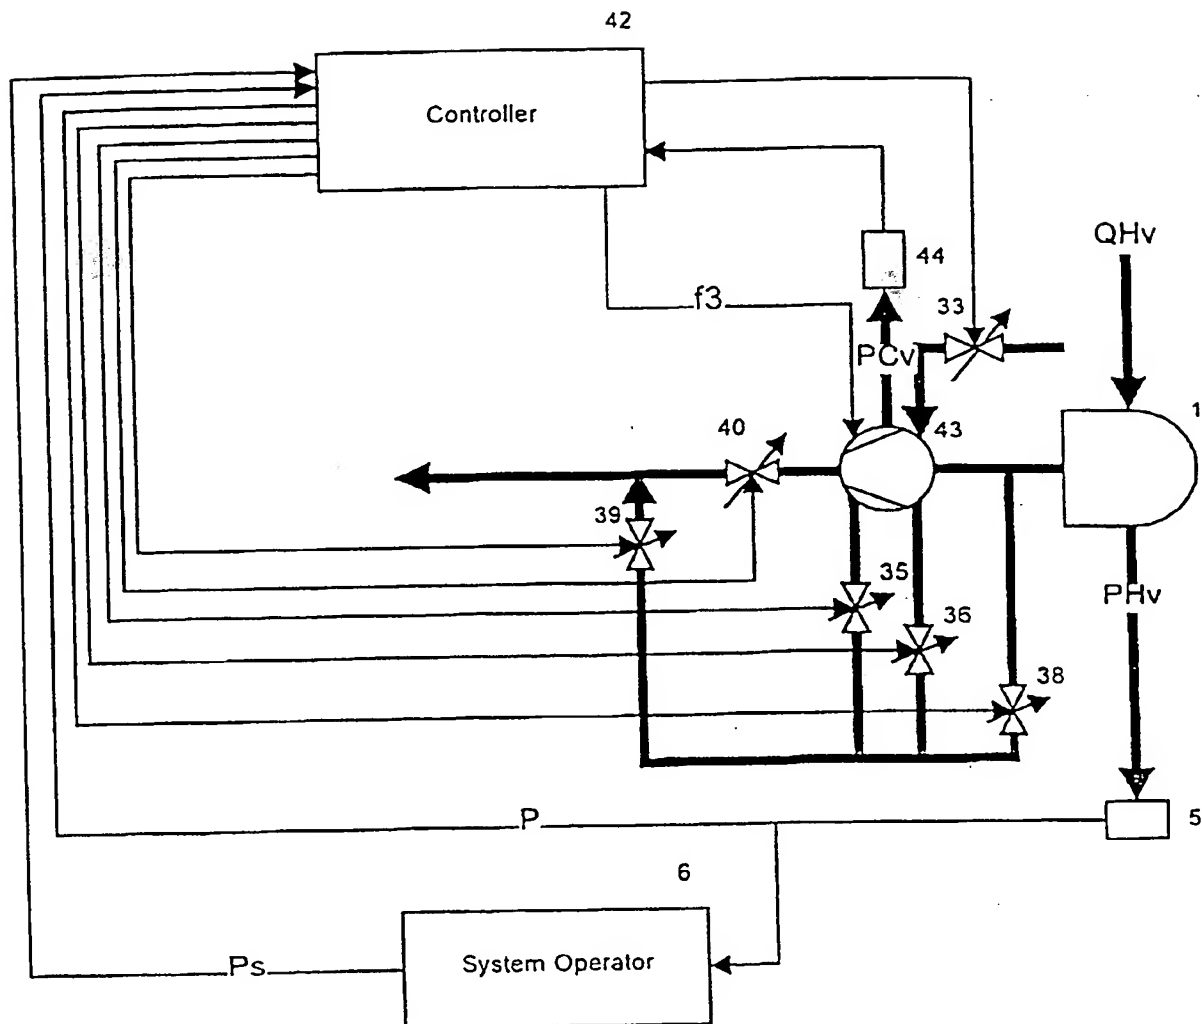 42
Controller
QHv
44
f3
33
PCv
1
43
40
39
35
36
PHv
38
P
5
6
System Operator
Ps